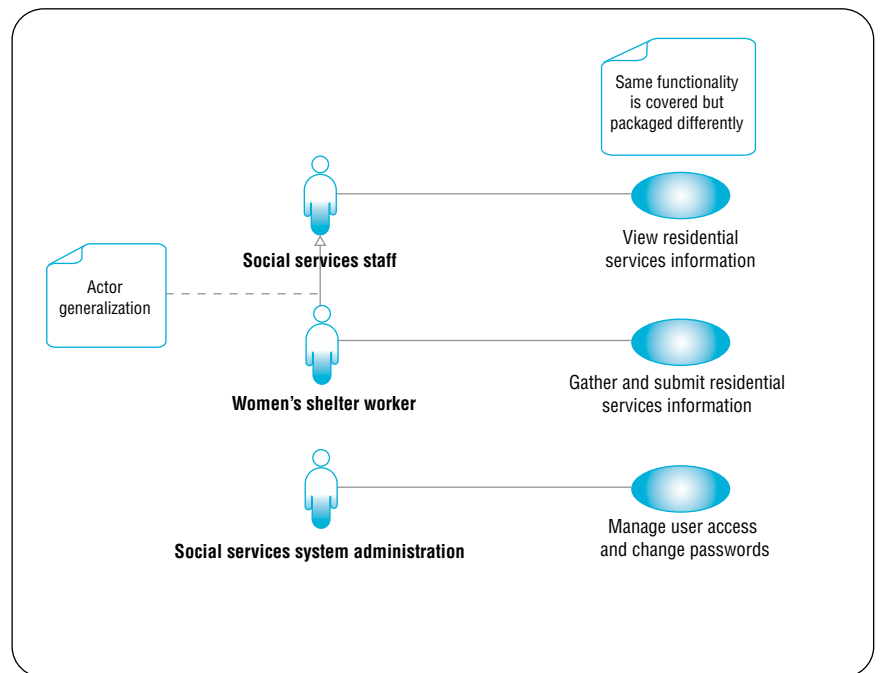 Same functionality
is covered but
packaged differently
Social services staff
View residential
services information
Actor
generalization
Women's shelter worker
Gather and submit residential
services information
Social services system administration
Manage user access
and change passwords